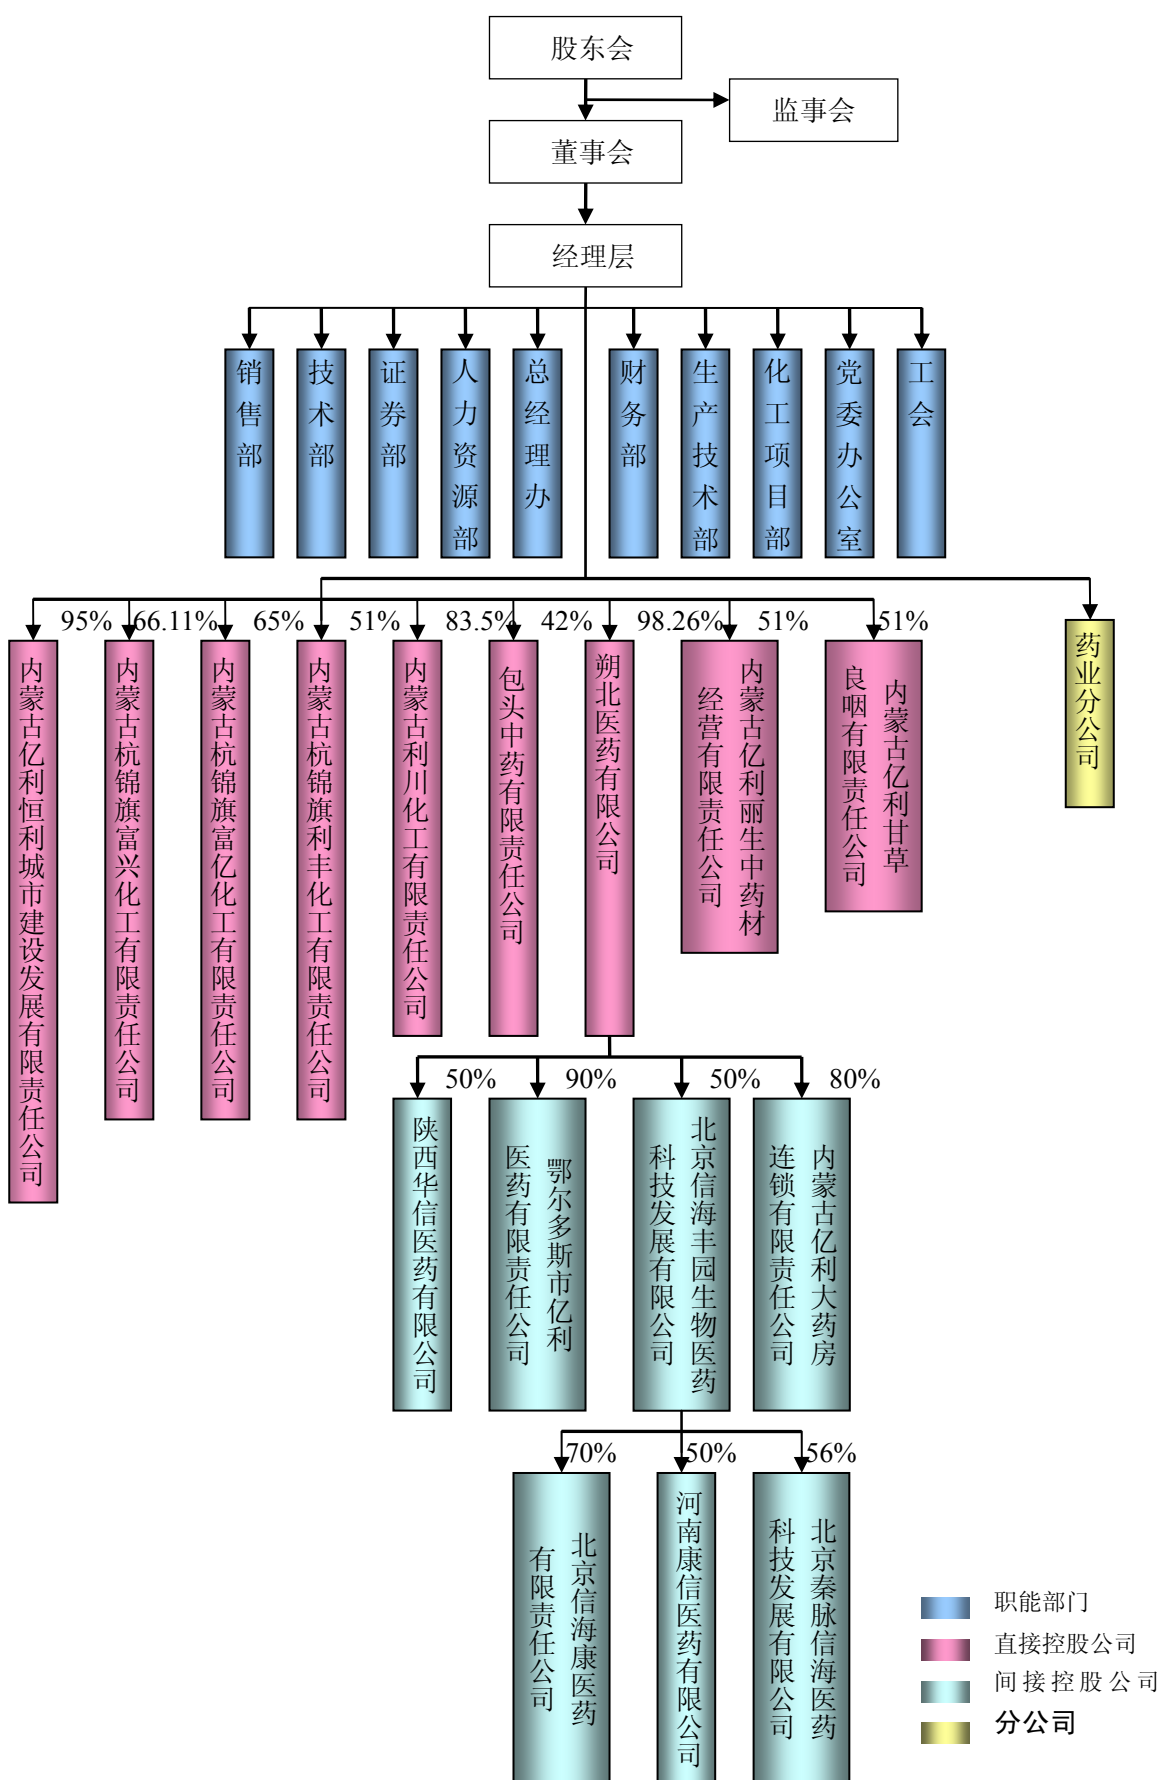 股东会
监事会
董事会
经理层
销售部
技术部
证券部
人力资源部
总经理办
财务部
生产技术部
化工项目部
党委办公室
工会
95%
66.11%
65%
51%
83.5%
42%
98.26%
51%
51%
内蒙古亿利恒利城市建设发展有限责任公司
内蒙古杭锦旗富兴化工有限责任公司
内蒙古杭锦旗富亿化工有限责任公司
内蒙古杭锦旗利丰化工有限责任公司
内蒙古利川化工有限责任公司
包头中药有限责任公司
朔北医药有限公司
内蒙古亿利丽生中药材
经营有限责任公司
内蒙古亿利甘草
良咽有限责任公司
药业分公司
50%
90%
50%
80%
陕西华信医药有限公司
鄂尔多斯市亿利
医药有限责任公司
北京信海丰园生物医药
科技发展有限公司
内蒙古亿利大药房
连锁有限责任公司
70%
50%
56%
北京信海康医药
有限责任公司
河南康信医药有限公司
北京秦脉信海医药
科技发展有限公司
职能部门
直接控股公司
间接控股公司
分公司